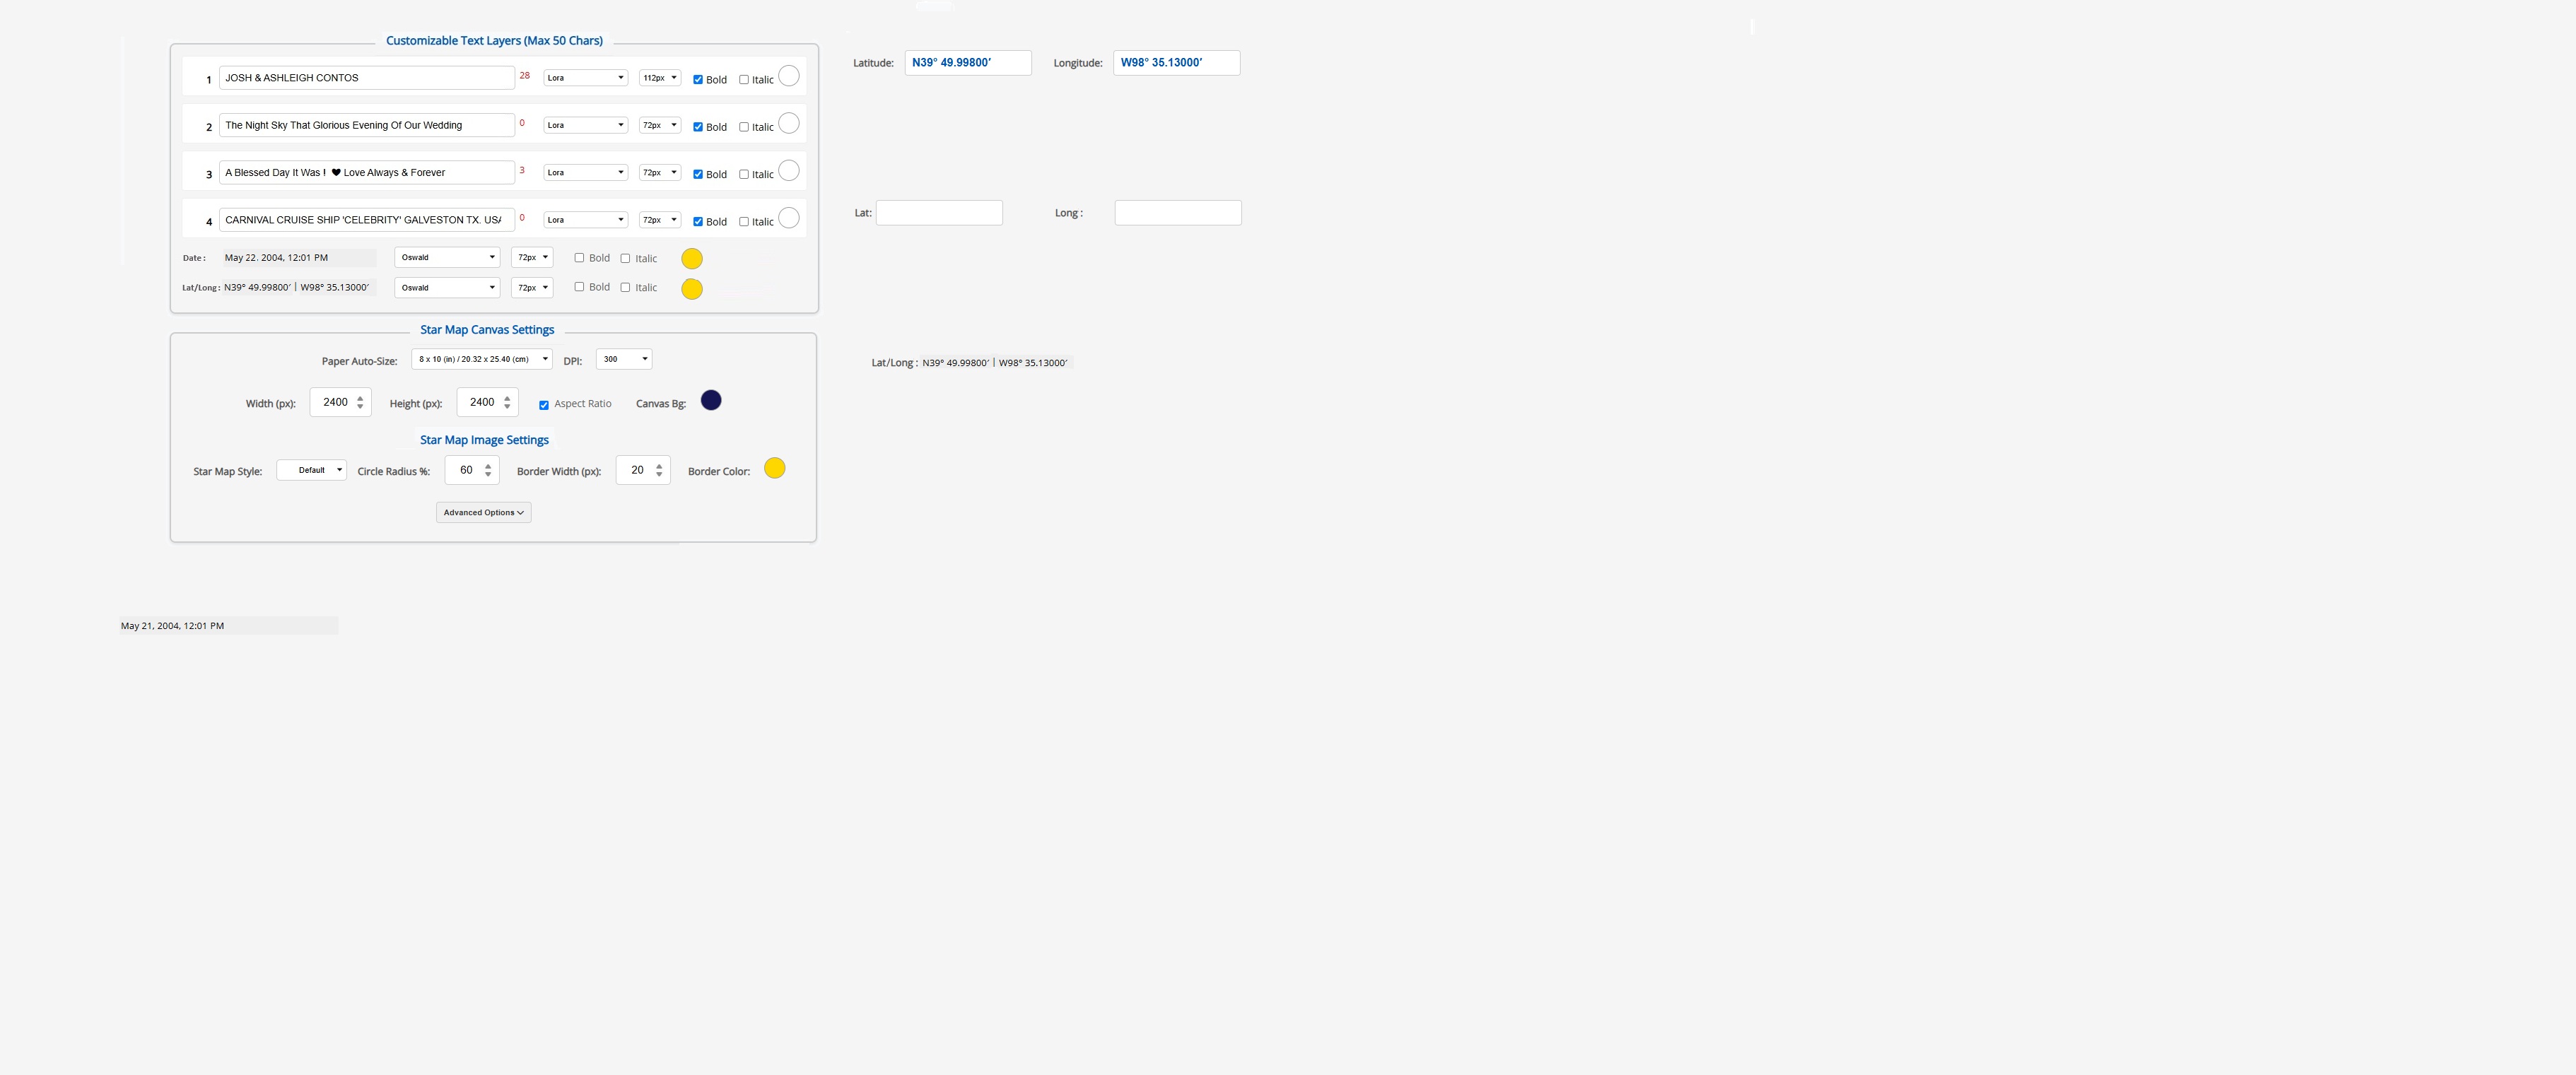 Customizable Text Layers (Max 50 Chars)
1 JOSH & ASHLEIGH CONTOS 28 Lora 112px Bold Italic
2 The Night Sky That Glorious Evening Of Our Wedding 0 Lora 72px Bold Italic
3 A Blessed Day It Was ! ♥ Love Always & Forever 3 Lora 72px Bold Italic
4 CARNIVAL CRUISE SHIP 'CELEBRITY' GALVESTON TX. USA 0 Lora 72px Bold Italic
Date : May 22. 2004, 12:01 PM Oswald 72px Bold Italic
Lat/Long : N39° 49.99800′ | W98° 35.13000′ Oswald 72px Bold Italic
Latitude: N39° 49.99800′ Longitude: W98° 35.13000′
Lat: Long :
Star Map Canvas Settings
Paper Auto-Size: 8 x 10 (in) / 20.32 x 25.40 (cm) DPI: 300
Lat/Long : N39° 49.99800′ | W98° 35.13000′
Width (px): 2400 Height (px): 2400 Aspect Ratio Canvas Bg:
Star Map Image Settings
Star Map Style: Default Circle Radius %: 60 Border Width (px): 20 Border Color:
Advanced Options
May 21, 2004, 12:01 PM